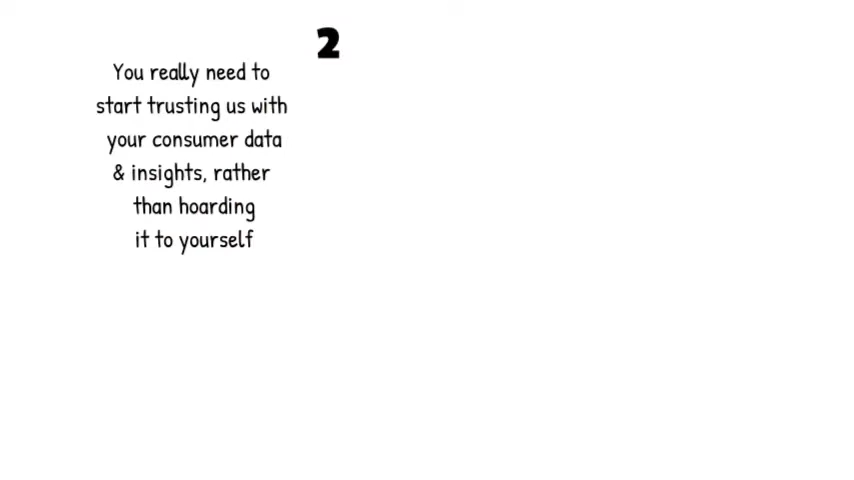 2
You really need to
start trusting us with
your consumer data
& insights, rather
than hoarding
it to yourself